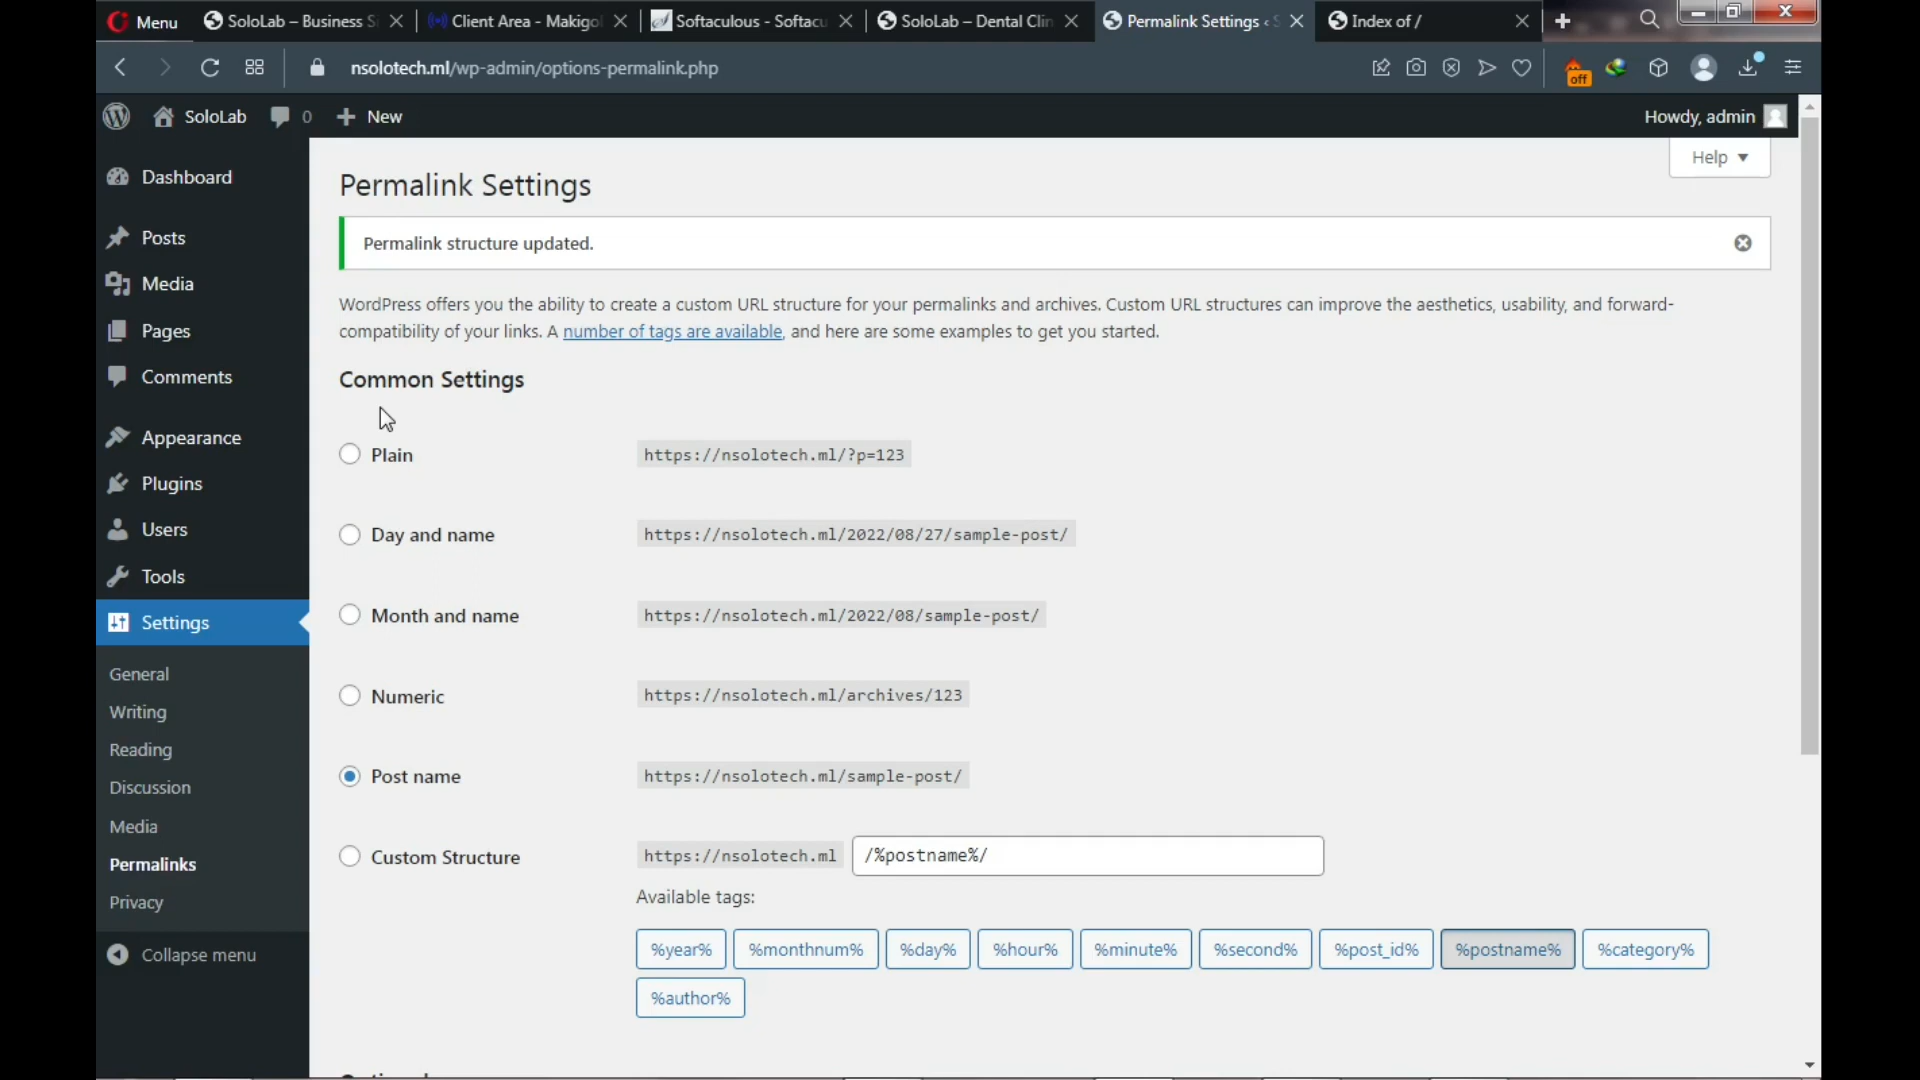 Menu
SoloLab – Business S
Client Area - Makigol
Softaculous - Softacu
SoloLab – Dental Clin
Permalink Settings ‹ S
Index of /
nsolotech.ml/wp-admin/options-permalink.php
off
SoloLab
0
New
Howdy, admin
Help
Dashboard
Posts
Media
Pages
Comments
Appearance
Plugins
Users
Tools
Settings
General
Writing
Reading
Discussion
Media
Permalinks
Privacy
Collapse menu
Permalink Settings
Permalink structure updated.
WordPress offers you the ability to create a custom URL structure for your permalinks and archives. Custom URL structures can improve the aesthetics, usability, and forward-
compatibility of your links. A number of tags are available, and here are some examples to get you started.
Common Settings
Plain https://nsolotech.ml/?p=123
Day and name https://nsolotech.ml/2022/08/27/sample-post/
Month and name https://nsolotech.ml/2022/08/sample-post/
Numeric https://nsolotech.ml/archives/123
Post name https://nsolotech.ml/sample-post/
Custom Structure https://nsolotech.ml /%postname%/
Available tags:
%year% %monthnum% %day% %hour% %minute% %second% %post_id% %postname% %category%
%author%